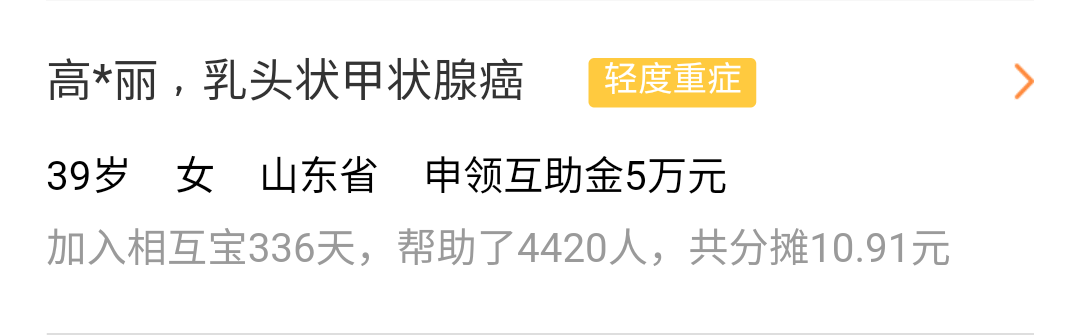 高*丽，乳头状甲状腺癌 轻度重症
39岁 女 山东省 申领互助金5万元
加入相互宝336天，帮助了4420人，共分摊10.91元